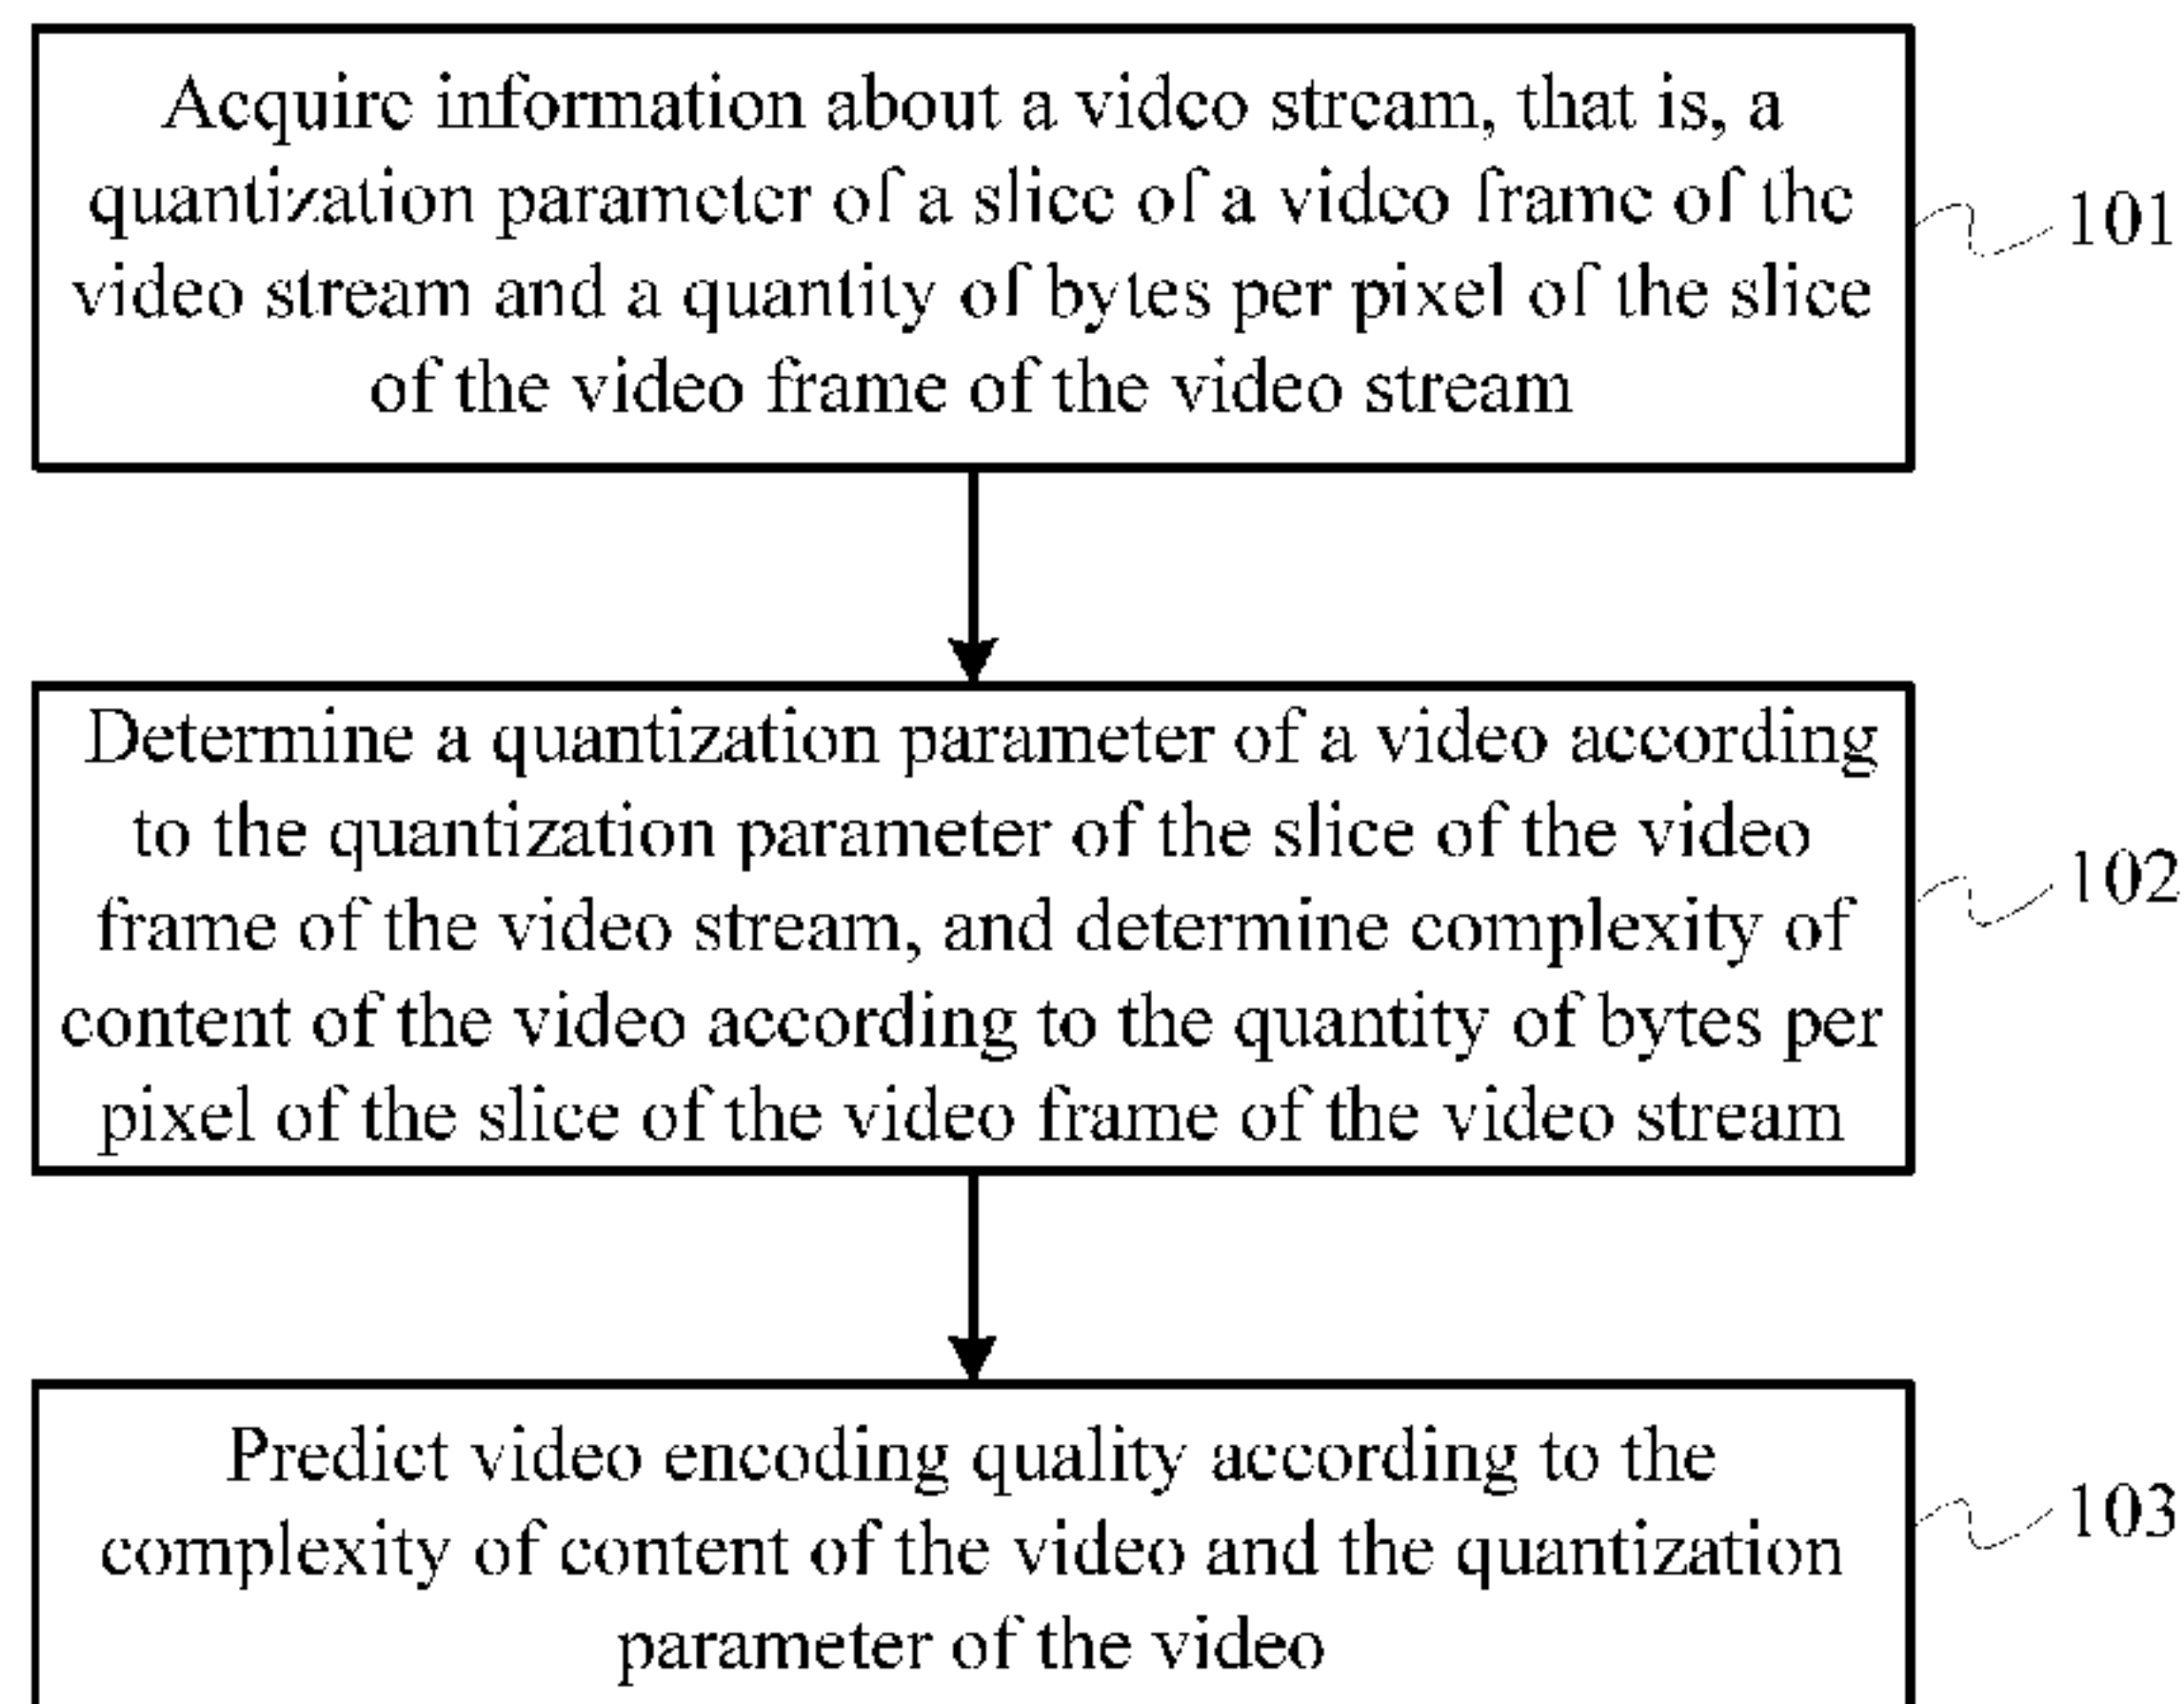 Acquire information about a video stream, that is, a
quantization parameter of a slice of a video frame of the
video stream and a quantity of bytes per pixel of the slice
of the video frame of the video stream
101
Determine a quantization parameter of a video according
to the quantization parameter of the slice of the video
frame of the video stream, and determine complexity of
content of the video according to the quantity of bytes per
pixel of the slice of the video frame of the video stream
102
Predict video encoding quality according to the
complexity of content of the video and the quantization
parameter of the video
103